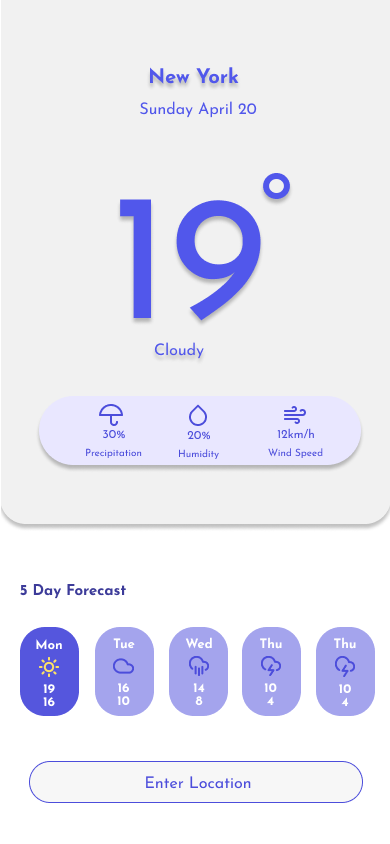 New York
Sunday April 20
19°
Cloudy
30% 20% 12km/h
Precipitation Humidity Wind Speed
5 Day Forecast
Mon Tue Wed Thu Thu
19 16 14 10 10
16 10 8 4 4
Enter Location